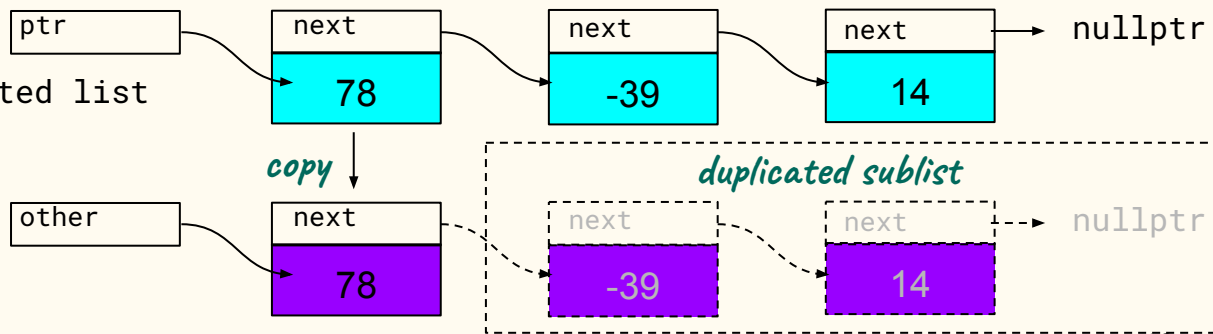 ptr next next next nullptr
78 -39 14
ted list
copy
duplicated sublist
other next next next nullptr
78 -39 14